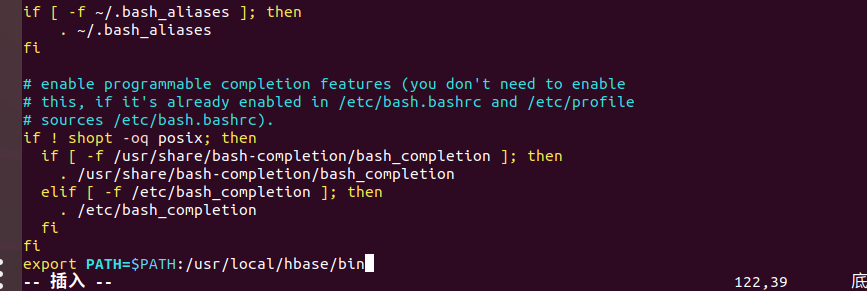 if [ -f ~/.bash_aliases ]; then
    . ~/.bash_aliases
fi

# enable programmable completion features (you don't need to enable
# this, if it's already enabled in /etc/bash.bashrc and /etc/profile
# sources /etc/bash.bashrc).
if ! shopt -oq posix; then
  if [ -f /usr/share/bash-completion/bash_completion ]; then
    . /usr/share/bash-completion/bash_completion
  elif [ -f /etc/bash_completion ]; then
    . /etc/bash_completion
  fi
fi
export PATH=$PATH:/usr/local/hbase/bin
-- 插入 -- 122,39 底